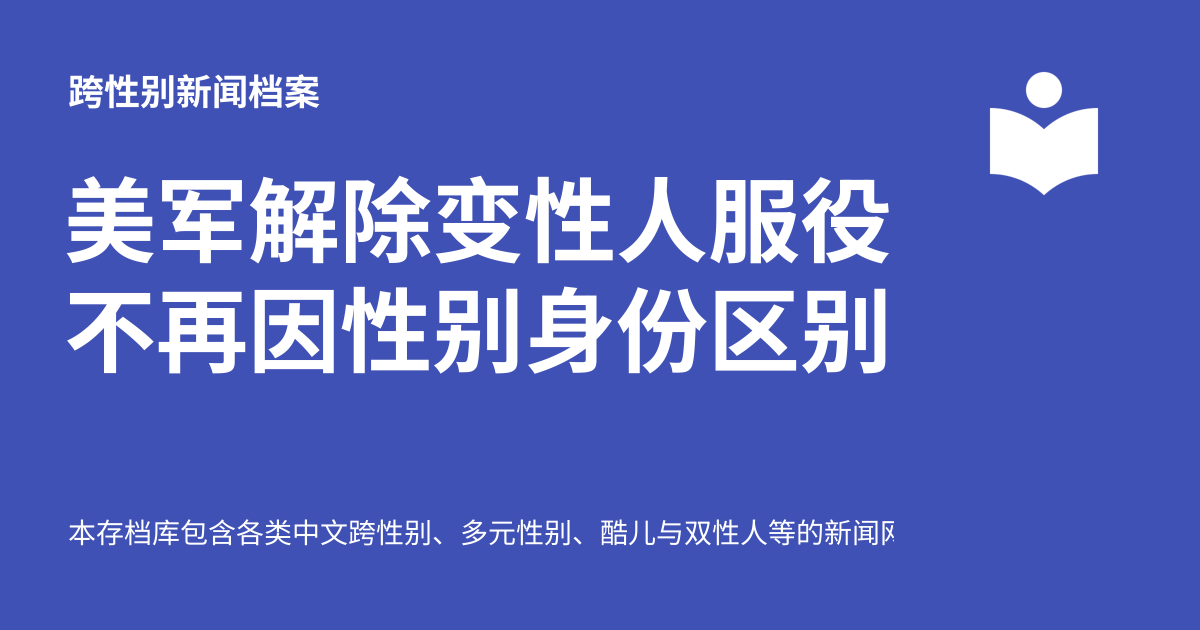 跨性别新闻档案
美军解除变性人服役
不再因性别身份区别
本存档库包含各类中文跨性别、多元性别、酷儿与双性人等的新闻